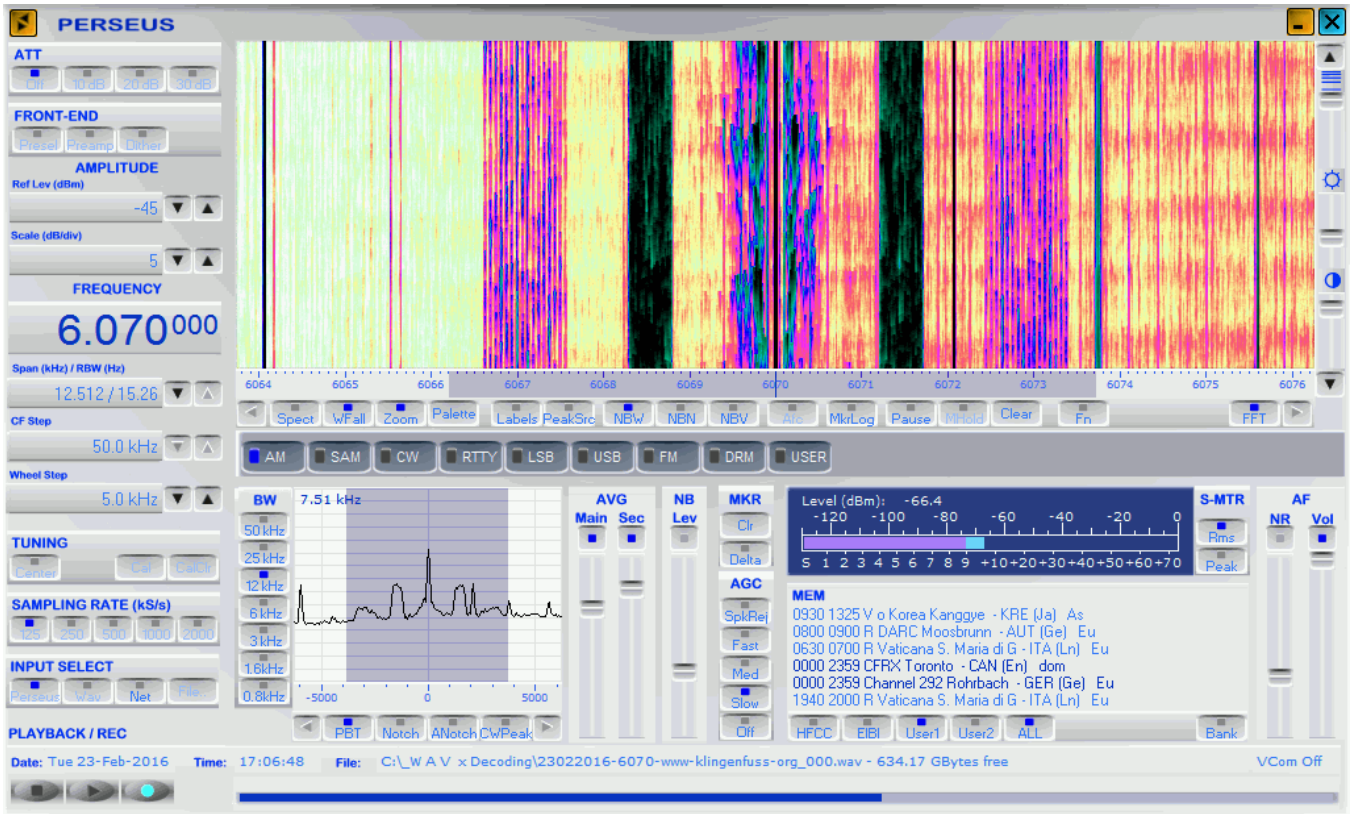 PERSEUS
ATT
Off 10 dB 20 dB 30 dB
FRONT-END
Presel Preamp Dither
AMPLITUDE
Ref Lev (dBm)
-45
Scale (dB/div)
5
FREQUENCY
6.070000
Span (kHz) / RBW (Hz)
12.512 / 15.26
CF Step
50.0 kHz
Wheel Step
5.0 kHz
TUNING
Center Cal CalClr
SAMPLING RATE (kS/s)
125 250 500 1000 2000
INPUT SELECT
Perseus Wav Net File..
PLAYBACK / REC
6064 6065 6066 6067 6068 6069 6070 6071 6072 6073 6074 6075 6076
Spect WFall Zoom Palette Labels PeakSrc NBW NBN NBV Afc MkrLog Pause MHold Clear Fn FFT
AM SAM CW RTTY LSB USB FM DRM USER
BW
50 kHz
25 kHz
12 kHz
6 kHz
3 kHz
1.6kHz
0.8kHz
7.51 kHz
-5000 0 5000
PBT Notch ANotch CWPeak
AVG
Main Sec
NB
Lev
MKR
Clr
Delta
AGC
SpkRej
Fast
Med
Slow
Off
Level (dBm): -66.4
-120 -100 -80 -60 -40 -20 0
S 1 2 3 4 5 6 7 8 9 +10+20+30+40+50+60+70
S-MTR
Rms
Peak
AF
NR Vol
MEM
0930 1325 V o Korea Kanggye - KRE (Ja) As
0800 0900 R DARC Moosbrunn - AUT (Ge) Eu
0630 0700 R Vaticana S. Maria di G - ITA (Ln) Eu
0000 2359 CFRX Toronto - CAN (En) dom
0000 2359 Channel 292 Rohrbach - GER (Ge) Eu
1940 2000 R Vaticana S. Maria di G - ITA (Ln) Eu
HFCC EIBI User1 User2 ALL Bank
Date: Tue 23-Feb-2016 Time: 17:06:48 File: C:\_W A V x Decoding\23022016-6070-www-klingenfuss-org_000.wav - 634.17 GBytes free VCom Off